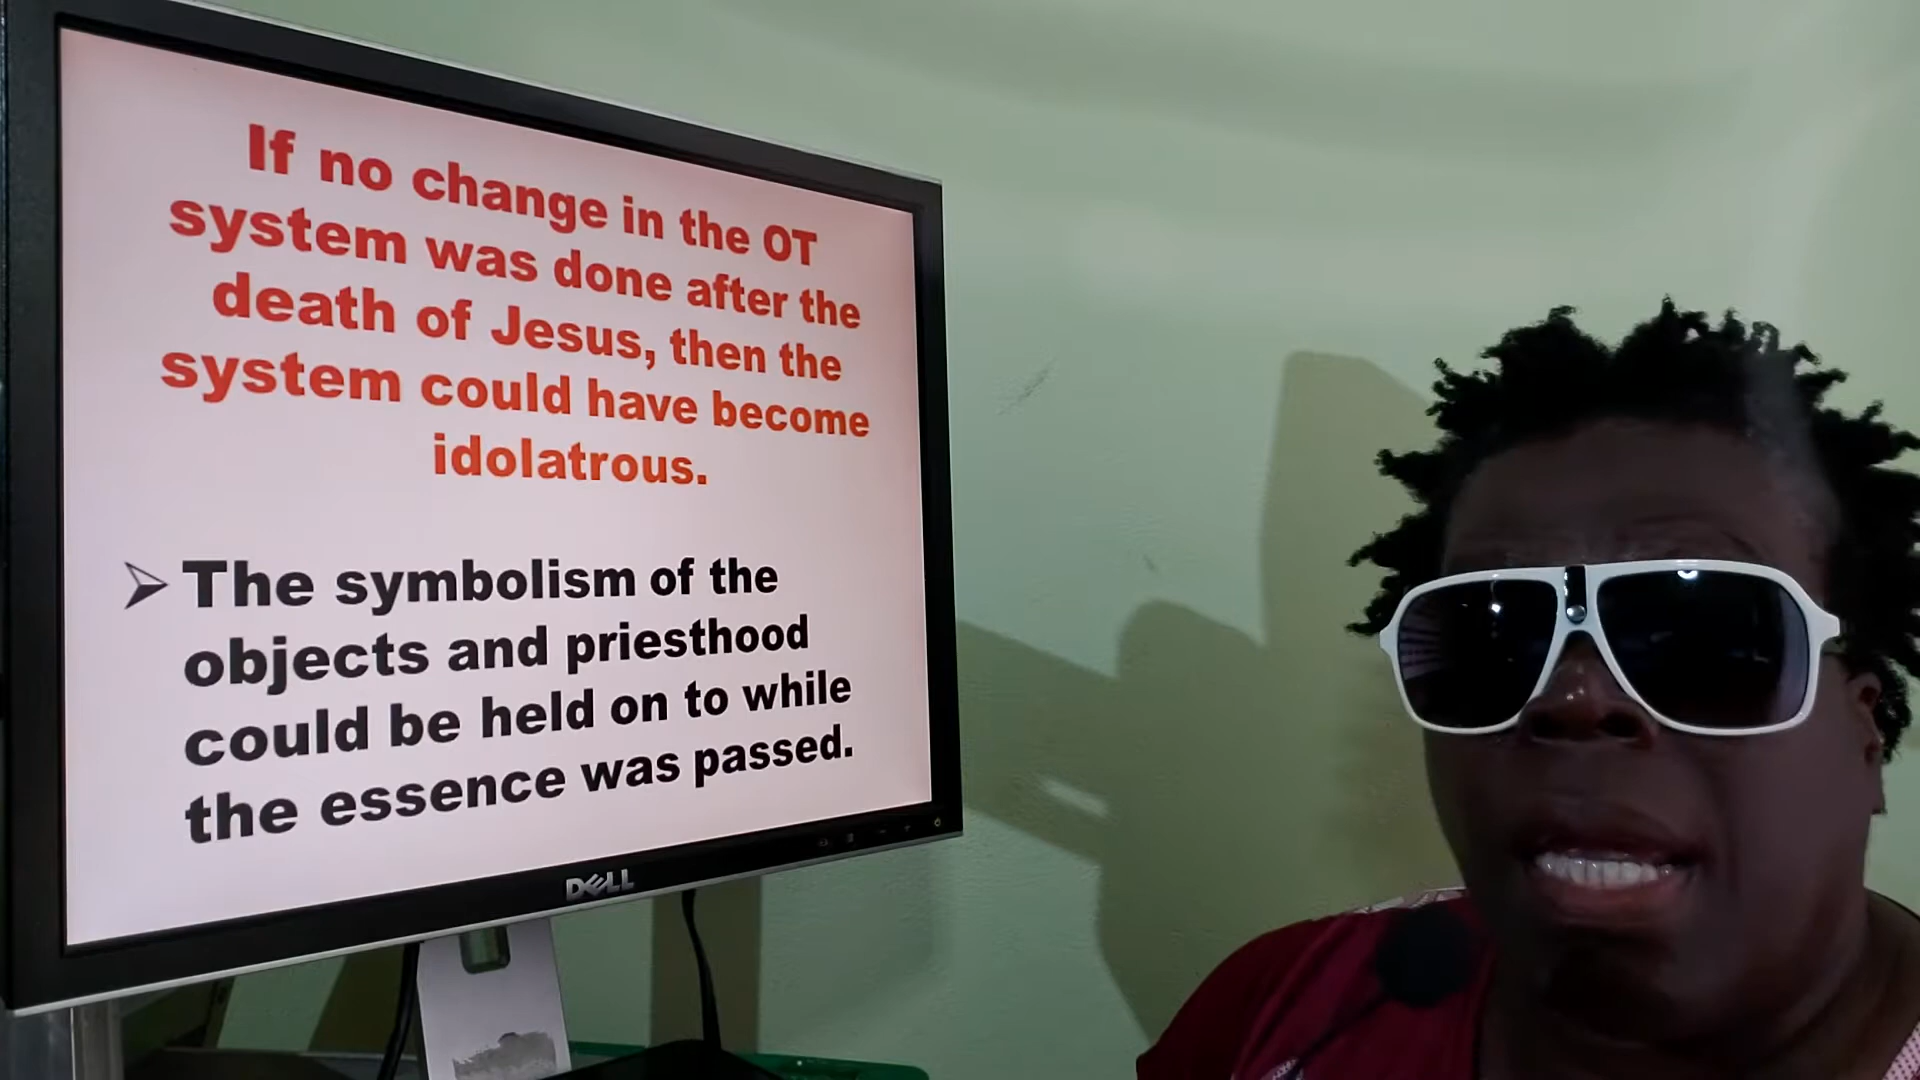 If no change in the OT
system was done after the
death of Jesus, then the
system could have become
idolatrous.
➢ The symbolism of the
objects and priesthood
could be held on to while
the essence was passed.
DELL